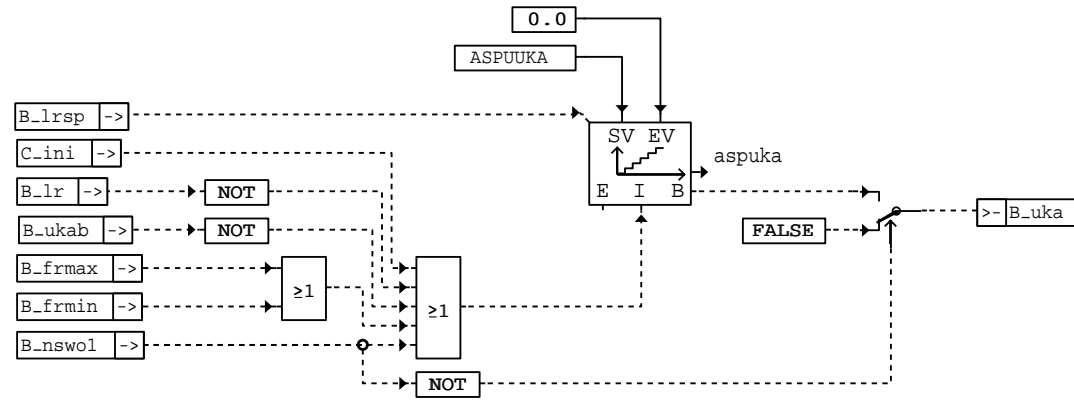 0.0
ASPUUKA
B_lrsp ->
SV EV
aspuka
C_ini ->
B_lr ->
NOT
E I B
B_ukab ->
NOT
FALSE
>- B_uka
B_frmax ->
≥1
B_frmin ->
≥1
B_nswo1 ->
NOT